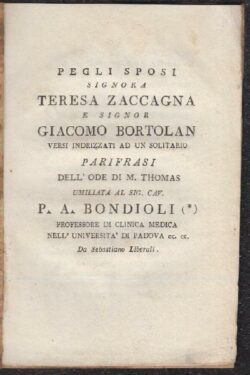 PEGLI SPOSI
SIGNORA
TERESA ZACCAGNA
E SIGNOR
GIACOMO BORTOLAN
VERSI INDRIZZATI AD UN SOLITARIO
PARIFRASI
DELL' ODE DI M. THOMAS
UMILIATA AL SIG. CAV.
P. A. BONDIOLI (*)
PROFESSORE DI CLINICA MEDICA
NELL' UNIVERSITA' DI PADOVA ec. ec.
Da Sebastiano Liberali.